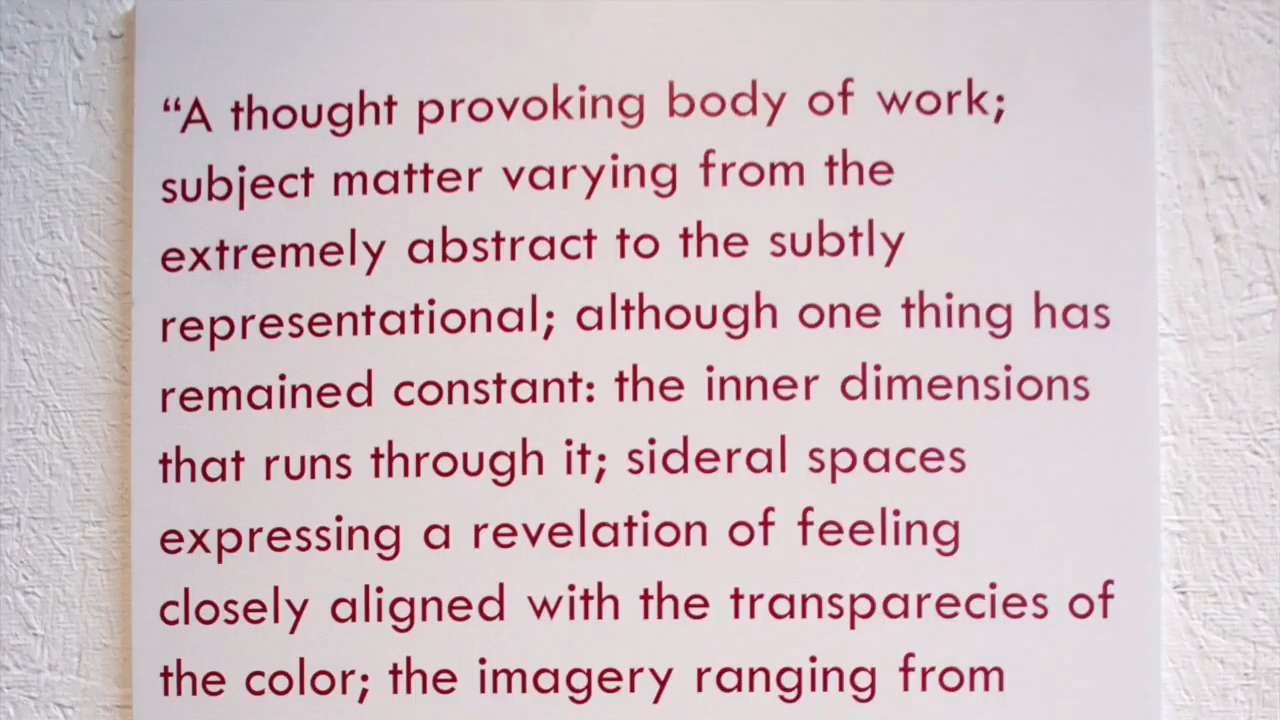 “A thought provoking body of work;
subject matter varying from the
extremely abstract to the subtly
representational; although one thing has
remained constant: the inner dimensions
that runs through it; sideral spaces
expressing a revelation of feeling
closely aligned with the transparecies of
the color; the imagery ranging from